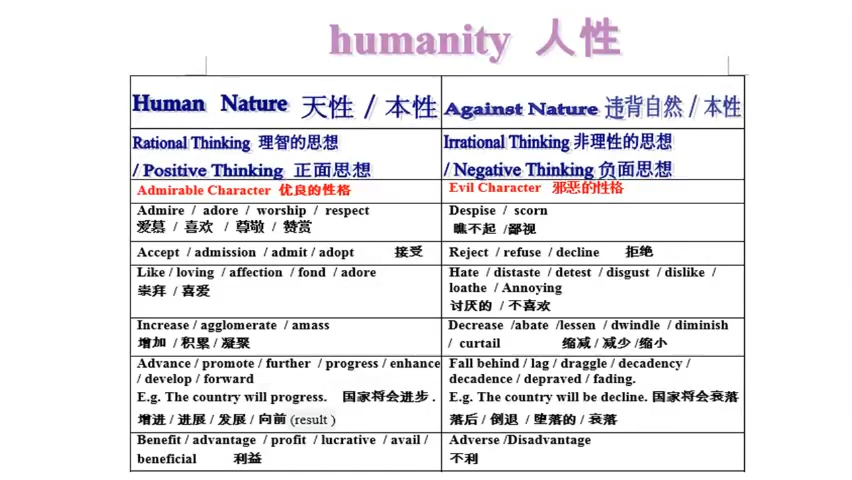 humanity 人性
Human Nature 天性 / 本性
Against Nature 违背自然 / 本性
Rational Thinking 理智的思想
/ Positive Thinking 正面思想
Irrational Thinking 非理性的思想
/ Negative Thinking 负面思想
Admirable Character 优良的性格
Evil Character 邪恶的性格
Admire / adore / worship / respect
爱慕 / 喜欢 / 尊敬 / 赞赏
Despise / scorn
瞧不起 /鄙视
Accept / admission / admit / adopt 接受
Reject / refuse / decline 拒绝
Like / loving / affection / fond / adore
崇拜 / 喜爱
Hate / distaste / detest / disgust / dislike /
loathe / Annoying
讨厌的 / 不喜欢
Increase / agglomerate / amass
增加 / 积累 / 凝聚
Decrease /abate /lessen / dwindle / diminish
/ curtail 缩减 / 减少 /缩小
Advance / promote / further / progress / enhance
/ develop / forward
E.g. The country will progress. 国家将会进步 .
增进 / 进展 / 发展 / 向前 (result )
Fall behind / lag / draggle / decadency /
decadence / depraved / fading.
E.g. The country will be decline. 国家将会衰落
落后 / 倒退 / 堕落的 / 衰落
Benefit / advantage / profit / lucrative / avail /
beneficial 利益
Adverse /Disadvantage
不利